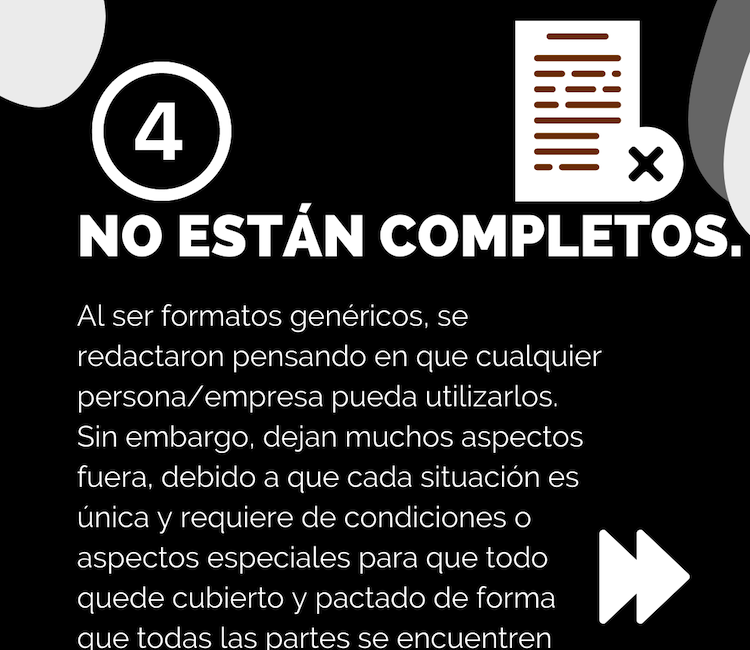 4
NO ESTÁN COMPLETOS.
Al ser formatos genéricos, se
redactaron pensando en que cualquier
persona/empresa pueda utilizarlos.
Sin embargo, dejan muchos aspectos
fuera, debido a que cada situación es
única y requiere de condiciones o
aspectos especiales para que todo
quede cubierto y pactado de forma
que todas las partes se encuentren